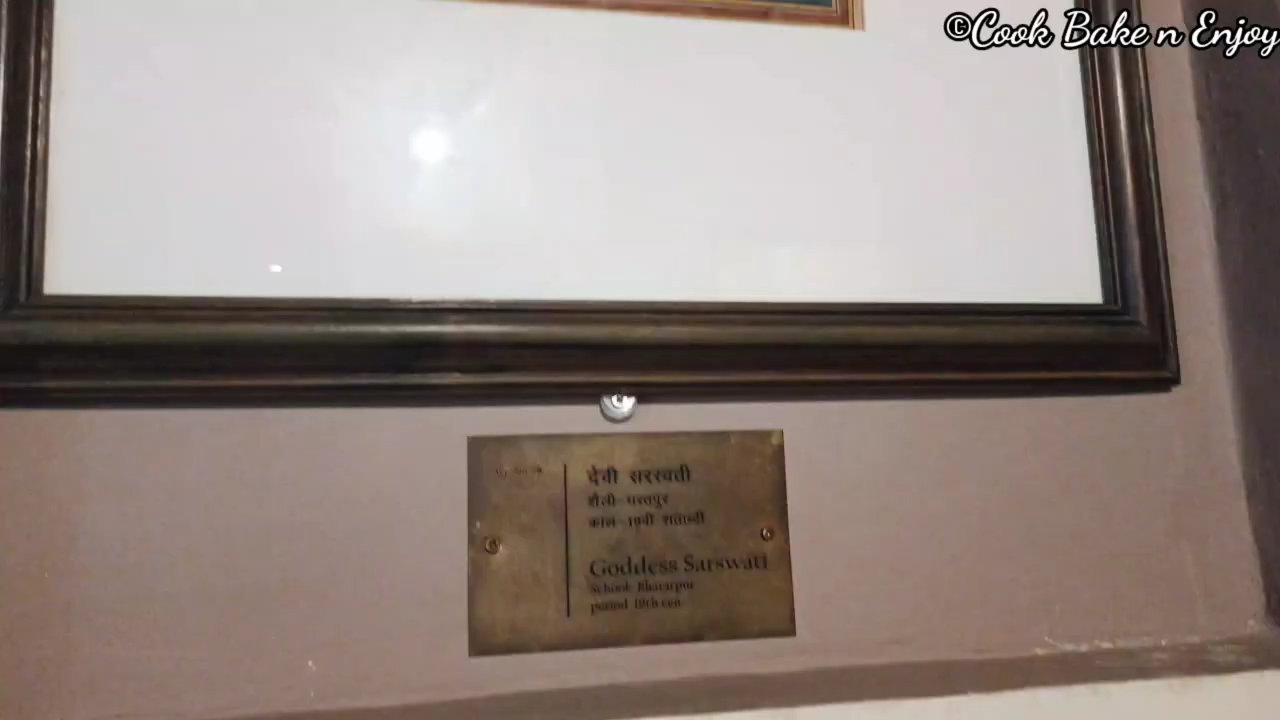 ©Cook Bake n Enjoy
देवी सरस्वती
शैली-भरतपुर
काल-19वीं शताब्दी
Goddess Sarswati
School: Bharatpur
period 19th cen.